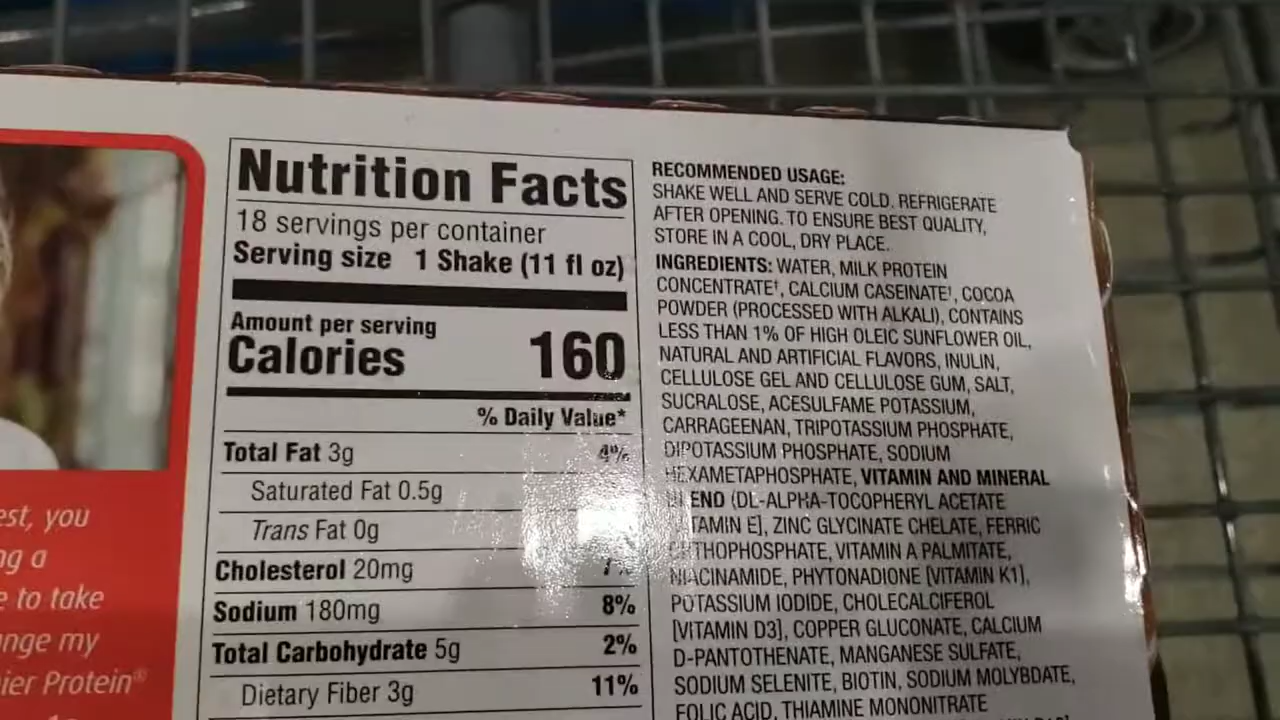 est, you
ng a
e to take
nge my
ier Protein®
Nutrition Facts
18 servings per container
Serving size 1 Shake (11 fl oz)
Amount per serving
Calories 160
% Daily Value*
Total Fat 3g 4%
Saturated Fat 0.5g
Trans Fat 0g
Cholesterol 20mg 7%
Sodium 180mg 8%
Total Carbohydrate 5g 2%
Dietary Fiber 3g 11%
RECOMMENDED USAGE:
SHAKE WELL AND SERVE COLD. REFRIGERATE
AFTER OPENING. TO ENSURE BEST QUALITY,
STORE IN A COOL, DRY PLACE.
INGREDIENTS: WATER, MILK PROTEIN
CONCENTRATE†, CALCIUM CASEINATE†, COCOA
POWDER (PROCESSED WITH ALKALI), CONTAINS
LESS THAN 1% OF HIGH OLEIC SUNFLOWER OIL,
NATURAL AND ARTIFICIAL FLAVORS, INULIN,
CELLULOSE GEL AND CELLULOSE GUM, SALT,
SUCRALOSE, ACESULFAME POTASSIUM,
CARRAGEENAN, TRIPOTASSIUM PHOSPHATE,
DIPOTASSIUM PHOSPHATE, SODIUM
HEXAMETAPHOSPHATE, VITAMIN AND MINERAL
BLEND (DL-ALPHA-TOCOPHERYL ACETATE
[VITAMIN E], ZINC GLYCINATE CHELATE, FERRIC
ORTHOPHOSPHATE, VITAMIN A PALMITATE,
NIACINAMIDE, PHYTONADIONE [VITAMIN K1],
POTASSIUM IODIDE, CHOLECALCIFEROL
[VITAMIN D3], COPPER GLUCONATE, CALCIUM
D-PANTOTHENATE, MANGANESE SULFATE,
SODIUM SELENITE, BIOTIN, SODIUM MOLYBDATE,
FOLIC ACID, THIAMINE MONONITRATE